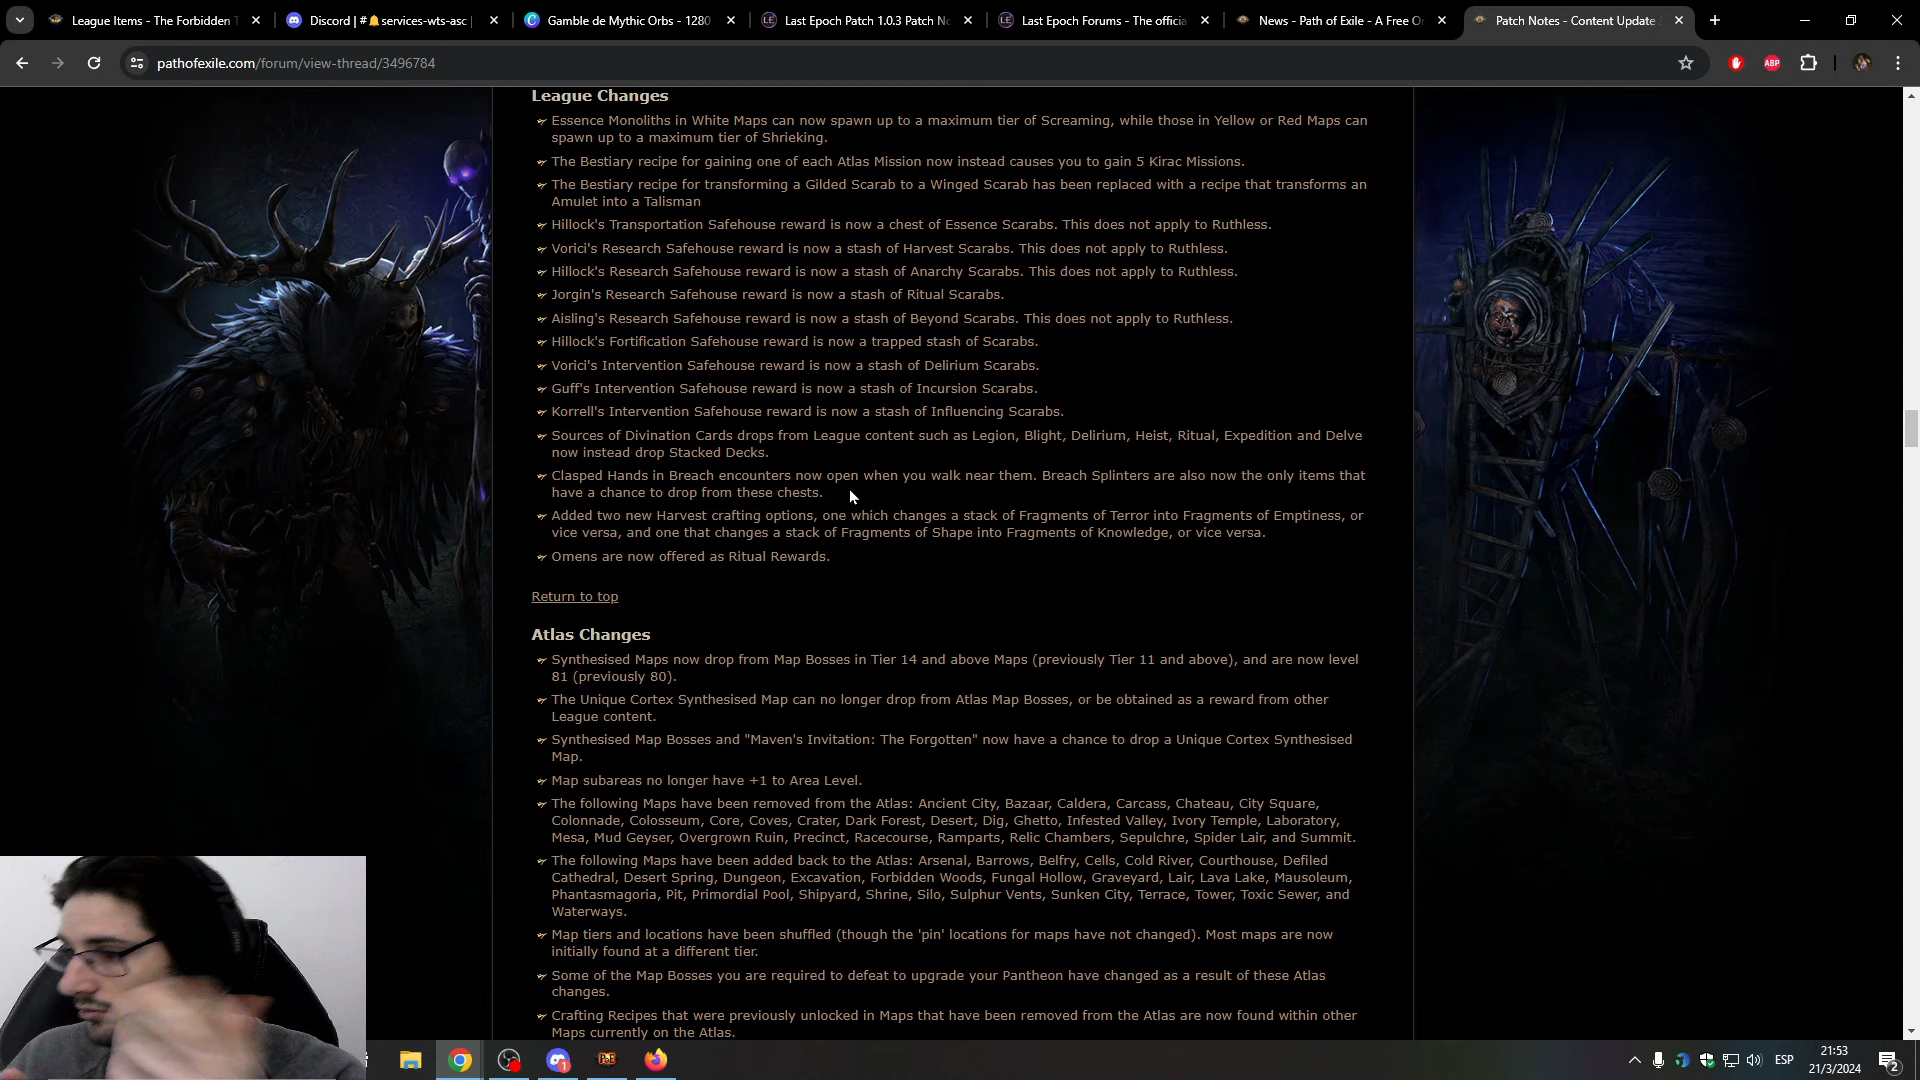 League Items - The Forbidden T
Discord | #🔔services-wts-asc |
Gamble de Mythic Orbs - 1280
Last Epoch Patch 1.0.3 Patch No
Last Epoch Forums - The officia
News - Path of Exile - A Free On
Patch Notes - Content Update
pathofexile.com/forum/view-thread/3496784
ABP
League Changes
Essence Monoliths in White Maps can now spawn up to a maximum tier of Screaming, while those in Yellow or Red Maps can
spawn up to a maximum tier of Shrieking.
The Bestiary recipe for gaining one of each Atlas Mission now instead causes you to gain 5 Kirac Missions.
The Bestiary recipe for transforming a Gilded Scarab to a Winged Scarab has been replaced with a recipe that transforms an
Amulet into a Talisman
Hillock's Transportation Safehouse reward is now a chest of Essence Scarabs. This does not apply to Ruthless.
Vorici's Research Safehouse reward is now a stash of Harvest Scarabs. This does not apply to Ruthless.
Hillock's Research Safehouse reward is now a stash of Anarchy Scarabs. This does not apply to Ruthless.
Jorgin's Research Safehouse reward is now a stash of Ritual Scarabs.
Aisling's Research Safehouse reward is now a stash of Beyond Scarabs. This does not apply to Ruthless.
Hillock's Fortification Safehouse reward is now a trapped stash of Scarabs.
Vorici's Intervention Safehouse reward is now a stash of Delirium Scarabs.
Guff's Intervention Safehouse reward is now a stash of Incursion Scarabs.
Korrell's Intervention Safehouse reward is now a stash of Influencing Scarabs.
Sources of Divination Cards drops from League content such as Legion, Blight, Delirium, Heist, Ritual, Expedition and Delve
now instead drop Stacked Decks.
Clasped Hands in Breach encounters now open when you walk near them. Breach Splinters are also now the only items that
have a chance to drop from these chests.
Added two new Harvest crafting options, one which changes a stack of Fragments of Terror into Fragments of Emptiness, or
vice versa, and one that changes a stack of Fragments of Shape into Fragments of Knowledge, or vice versa.
Omens are now offered as Ritual Rewards.
Return to top
Atlas Changes
Synthesised Maps now drop from Map Bosses in Tier 14 and above Maps (previously Tier 11 and above), and are now level
81 (previously 80).
The Unique Cortex Synthesised Map can no longer drop from Atlas Map Bosses, or be obtained as a reward from other
League content.
Synthesised Map Bosses and "Maven's Invitation: The Forgotten" now have a chance to drop a Unique Cortex Synthesised
Map.
Map subareas no longer have +1 to Area Level.
The following Maps have been removed from the Atlas: Ancient City, Bazaar, Caldera, Carcass, Chateau, City Square,
Colonnade, Colosseum, Core, Coves, Crater, Dark Forest, Desert, Dig, Ghetto, Infested Valley, Ivory Temple, Laboratory,
Mesa, Mud Geyser, Overgrown Ruin, Precinct, Racecourse, Ramparts, Relic Chambers, Sepulchre, Spider Lair, and Summit.
The following Maps have been added back to the Atlas: Arsenal, Barrows, Belfry, Cells, Cold River, Courthouse, Defiled
Cathedral, Desert Spring, Dungeon, Excavation, Forbidden Woods, Fungal Hollow, Graveyard, Lair, Lava Lake, Mausoleum,
Phantasmagoria, Pit, Primordial Pool, Shipyard, Shrine, Silo, Sulphur Vents, Sunken City, Terrace, Tower, Toxic Sewer, and
Waterways.
Map tiers and locations have been shuffled (though the 'pin' locations for maps have not changed). Most maps are now
initially found at a different tier.
Some of the Map Bosses you are required to defeat to upgrade your Pantheon have changed as a result of these Atlas
changes.
Crafting Recipes that were previously unlocked in Maps that have been removed from the Atlas are now found within other
Maps currently on the Atlas.
1
PoE
ESP
21:53
21/3/2024
2